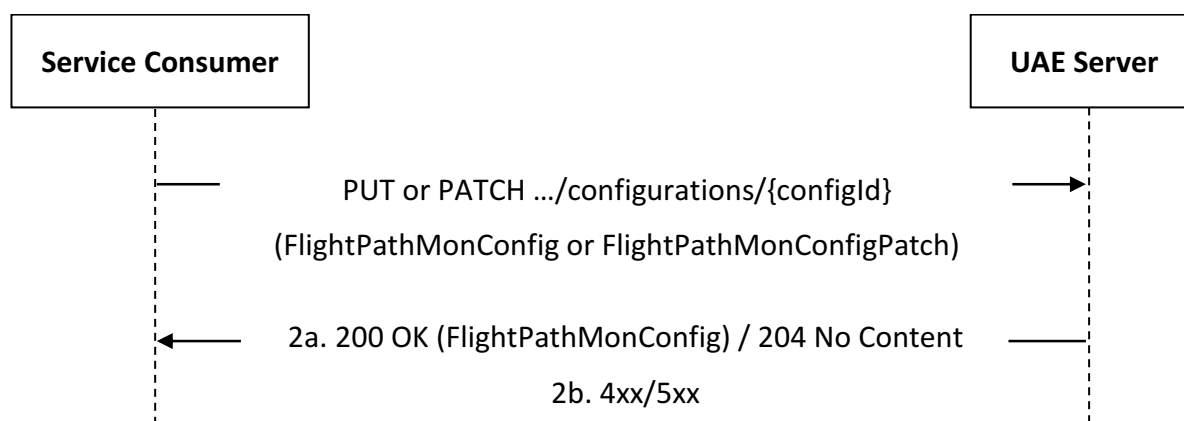 Service Consumer
UAE Server
PUT or PATCH …/configurations/{configId}
(FlightPathMonConfig or FlightPathMonConfigPatch)
2a. 200 OK (FlightPathMonConfig) / 204 No Content
2b. 4xx/5xx